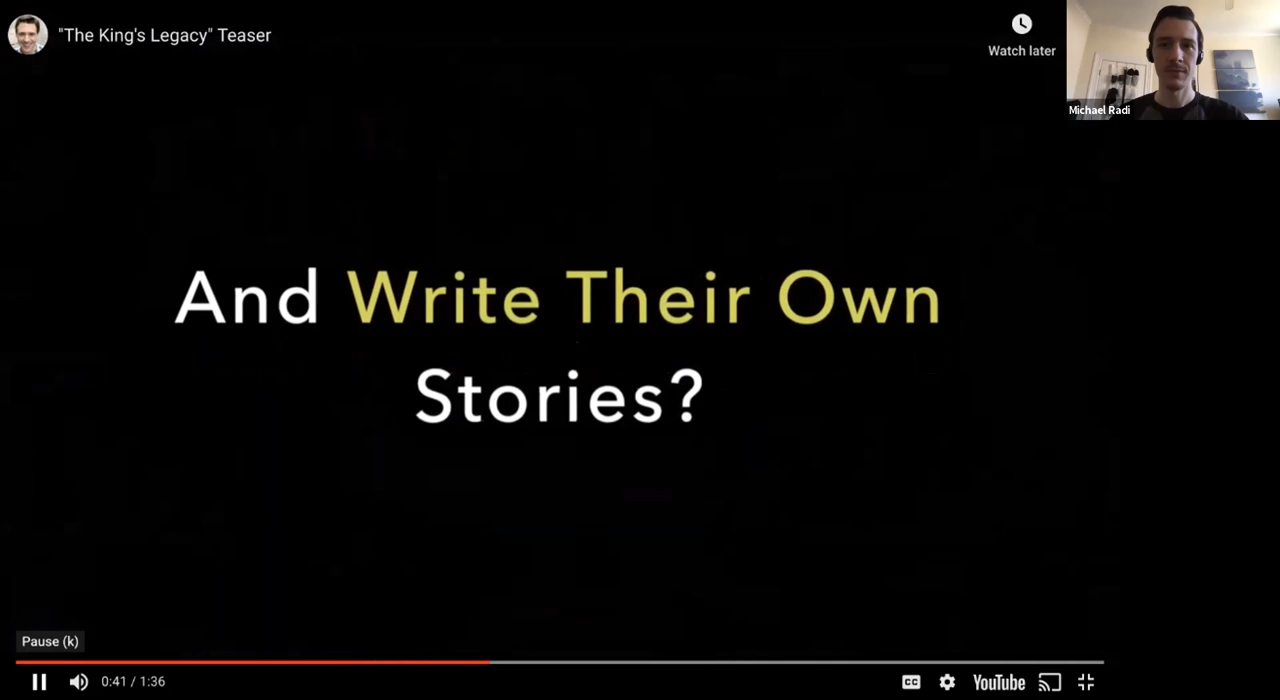 "The King's Legacy" Teaser
Watch later
Michael Radi
And Write Their Own
Stories?
Pause (k)
0:41 / 1:36
CC
YouTube